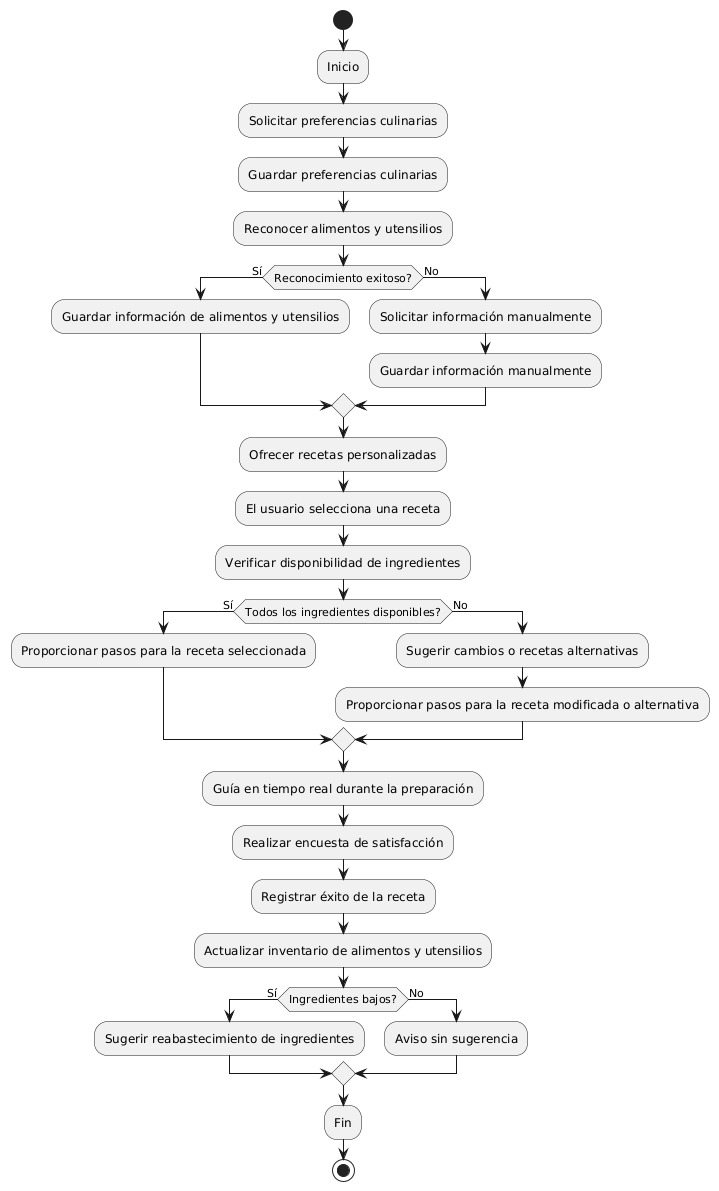 Inicio
Solicitar preferencias culinarias
Guardar preferencias culinarias
Reconocer alimentos y utensilios
Sí
Reconocimiento exitoso?
No
Guardar información de alimentos y utensilios
Solicitar información manualmente
Guardar información manualmente
Ofrecer recetas personalizadas
El usuario selecciona una receta
Verificar disponibilidad de ingredientes
Sí
Todos los ingredientes disponibles?
No
Proporcionar pasos para la receta seleccionada
Sugerir cambios o recetas alternativas
Proporcionar pasos para la receta modificada o alternativa
Guía en tiempo real durante la preparación
Realizar encuesta de satisfacción
Registrar éxito de la receta
Actualizar inventario de alimentos y utensilios
Sí
Ingredientes bajos?
No
Sugerir reabastecimiento de ingredientes
Aviso sin sugerencia
Fin